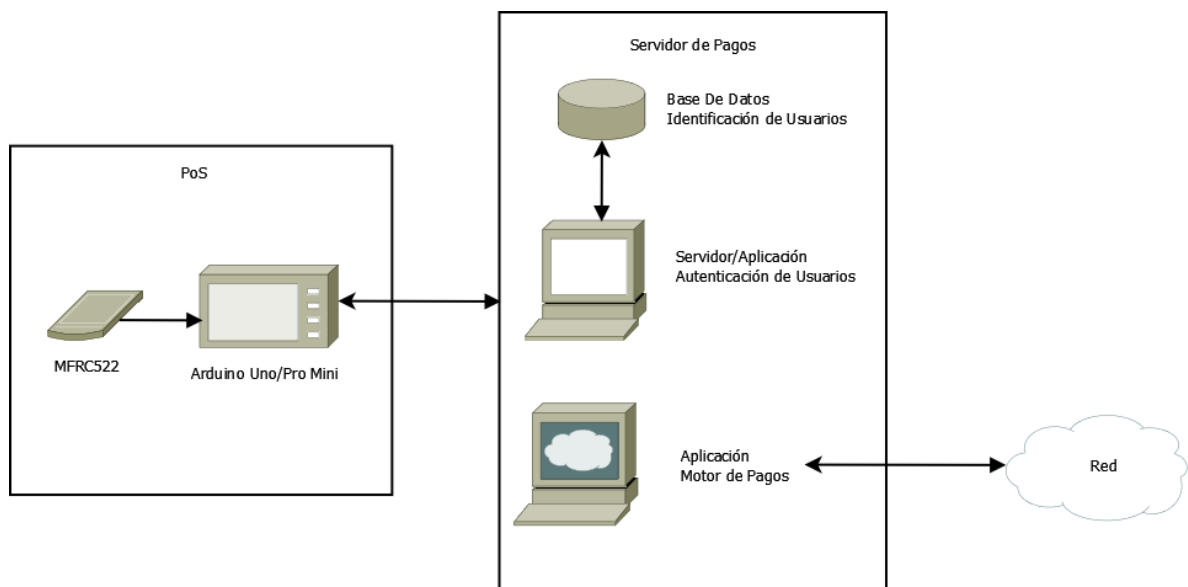 Servidor de Pagos
Base De Datos
Identificación de Usuarios
PoS
Servidor/Aplicación
Autenticación de Usuarios
MFRC522
Arduino Uno/Pro Mini
Aplicación
Motor de Pagos
Red